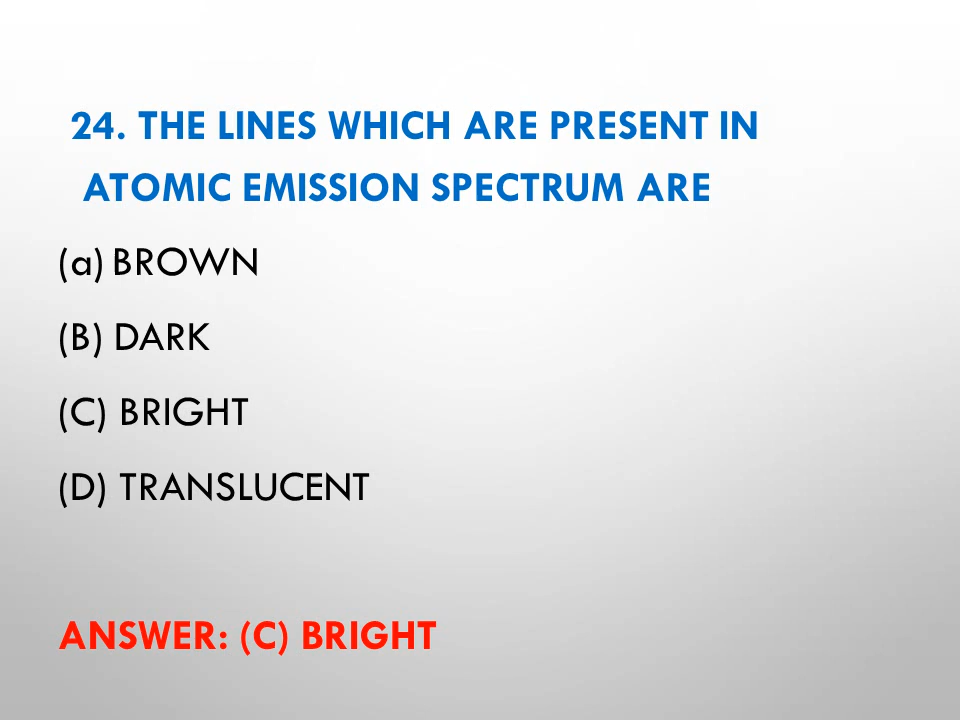 24. THE LINES WHICH ARE PRESENT IN
ATOMIC EMISSION SPECTRUM ARE
(a) BROWN
(B) DARK
(C) BRIGHT
(D) TRANSLUCENT
ANSWER: (C) BRIGHT